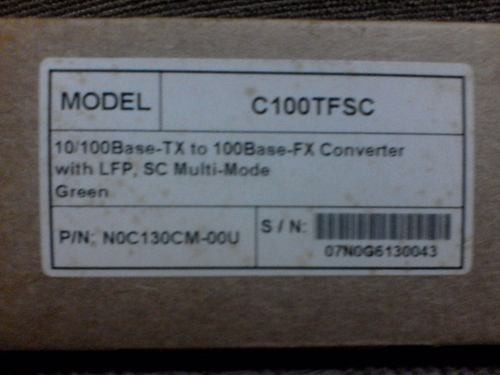 MODEL C100TFSC
10/100Base-TX to 100Base-FX Converter
with LFP, SC Multi-Mode
Green
P/N: N0C130CM-00U S / N:
07N0G6130043